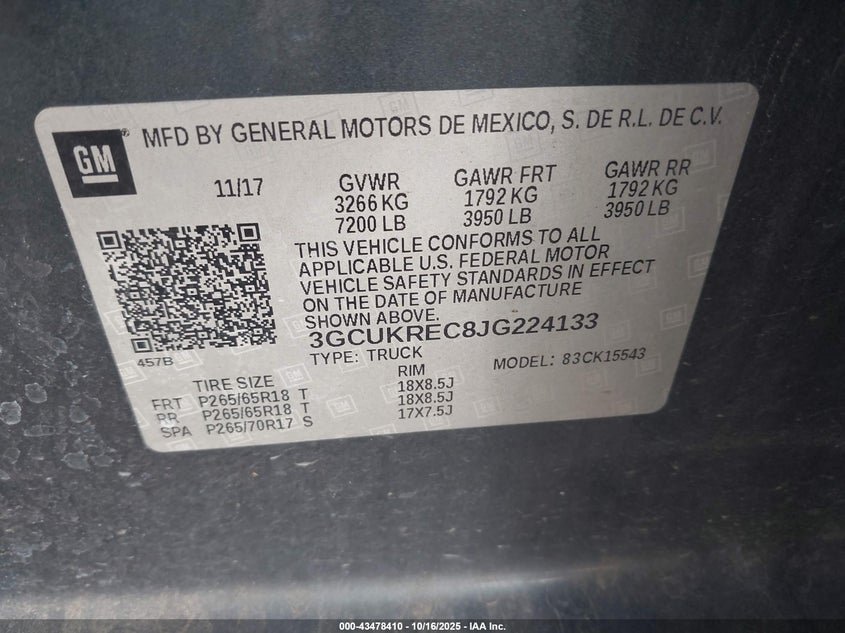 GM
MFD BY GENERAL MOTORS DE MEXICO, S. DE R.L. DE C.V.
11/17 GVWR GAWR FRT GAWR RR
3266 KG 1792 KG 1792 KG
7200 LB 3950 LB 3950 LB
THIS VEHICLE CONFORMS TO ALL
APPLICABLE U.S. FEDERAL MOTOR
VEHICLE SAFETY STANDARDS IN EFFECT
ON THE DATE OF MANUFACTURE
SHOWN ABOVE.
3GCUKREC8JG224133
457B TYPE: TRUCK MODEL: 83CK15543
TIRE SIZE RIM
FRT P265/65R18 T 18X8.5J
RR P265/65R18 T 18X8.5J
SPA P265/70R17 S 17X7.5J
000-43478410 - 10/16/2025 - IAA Inc.